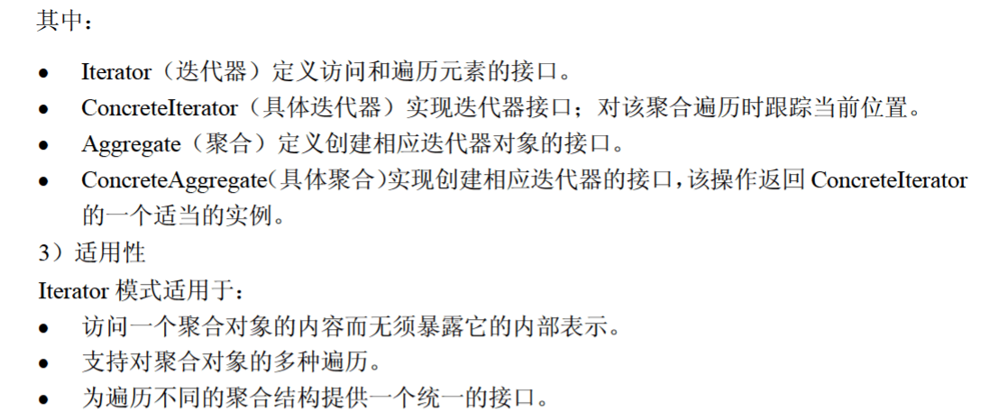 其中：
● Iterator（迭代器）定义访问和遍历元素的接口。
● ConcreteIterator（具体迭代器）实现迭代器接口；对该聚合遍历时跟踪当前位置。
● Aggregate（聚合）定义创建相应迭代器对象的接口。
● ConcreteAggregate（具体聚合）实现创建相应迭代器的接口，该操作返回 ConcreteIterator
的一个适当的实例。
3）适用性
Iterator 模式适用于：
● 访问一个聚合对象的内容而无须暴露它的内部表示。
● 支持对聚合对象的多种遍历。
● 为遍历不同的聚合结构提供一个统一的接口。